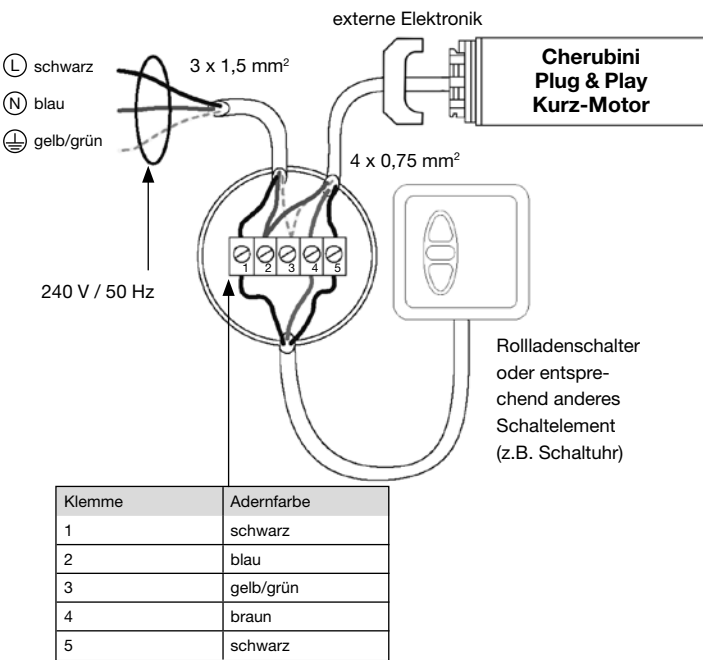 externe Elektronik
Cherubini
Plug & Play
Kurz-Motor
L schwarz
3 x 1,5 mm²
N blau
gelb/grün
4 x 0,75 mm²
1 2 3 4 5
240 V / 50 Hz
Rollladenschalter
oder entspre-
chend anderes
Schaltelement
(z.B. Schaltuhr)
Klemme Adernfarbe
1 schwarz
2 blau
3 gelb/grün
4 braun
5 schwarz